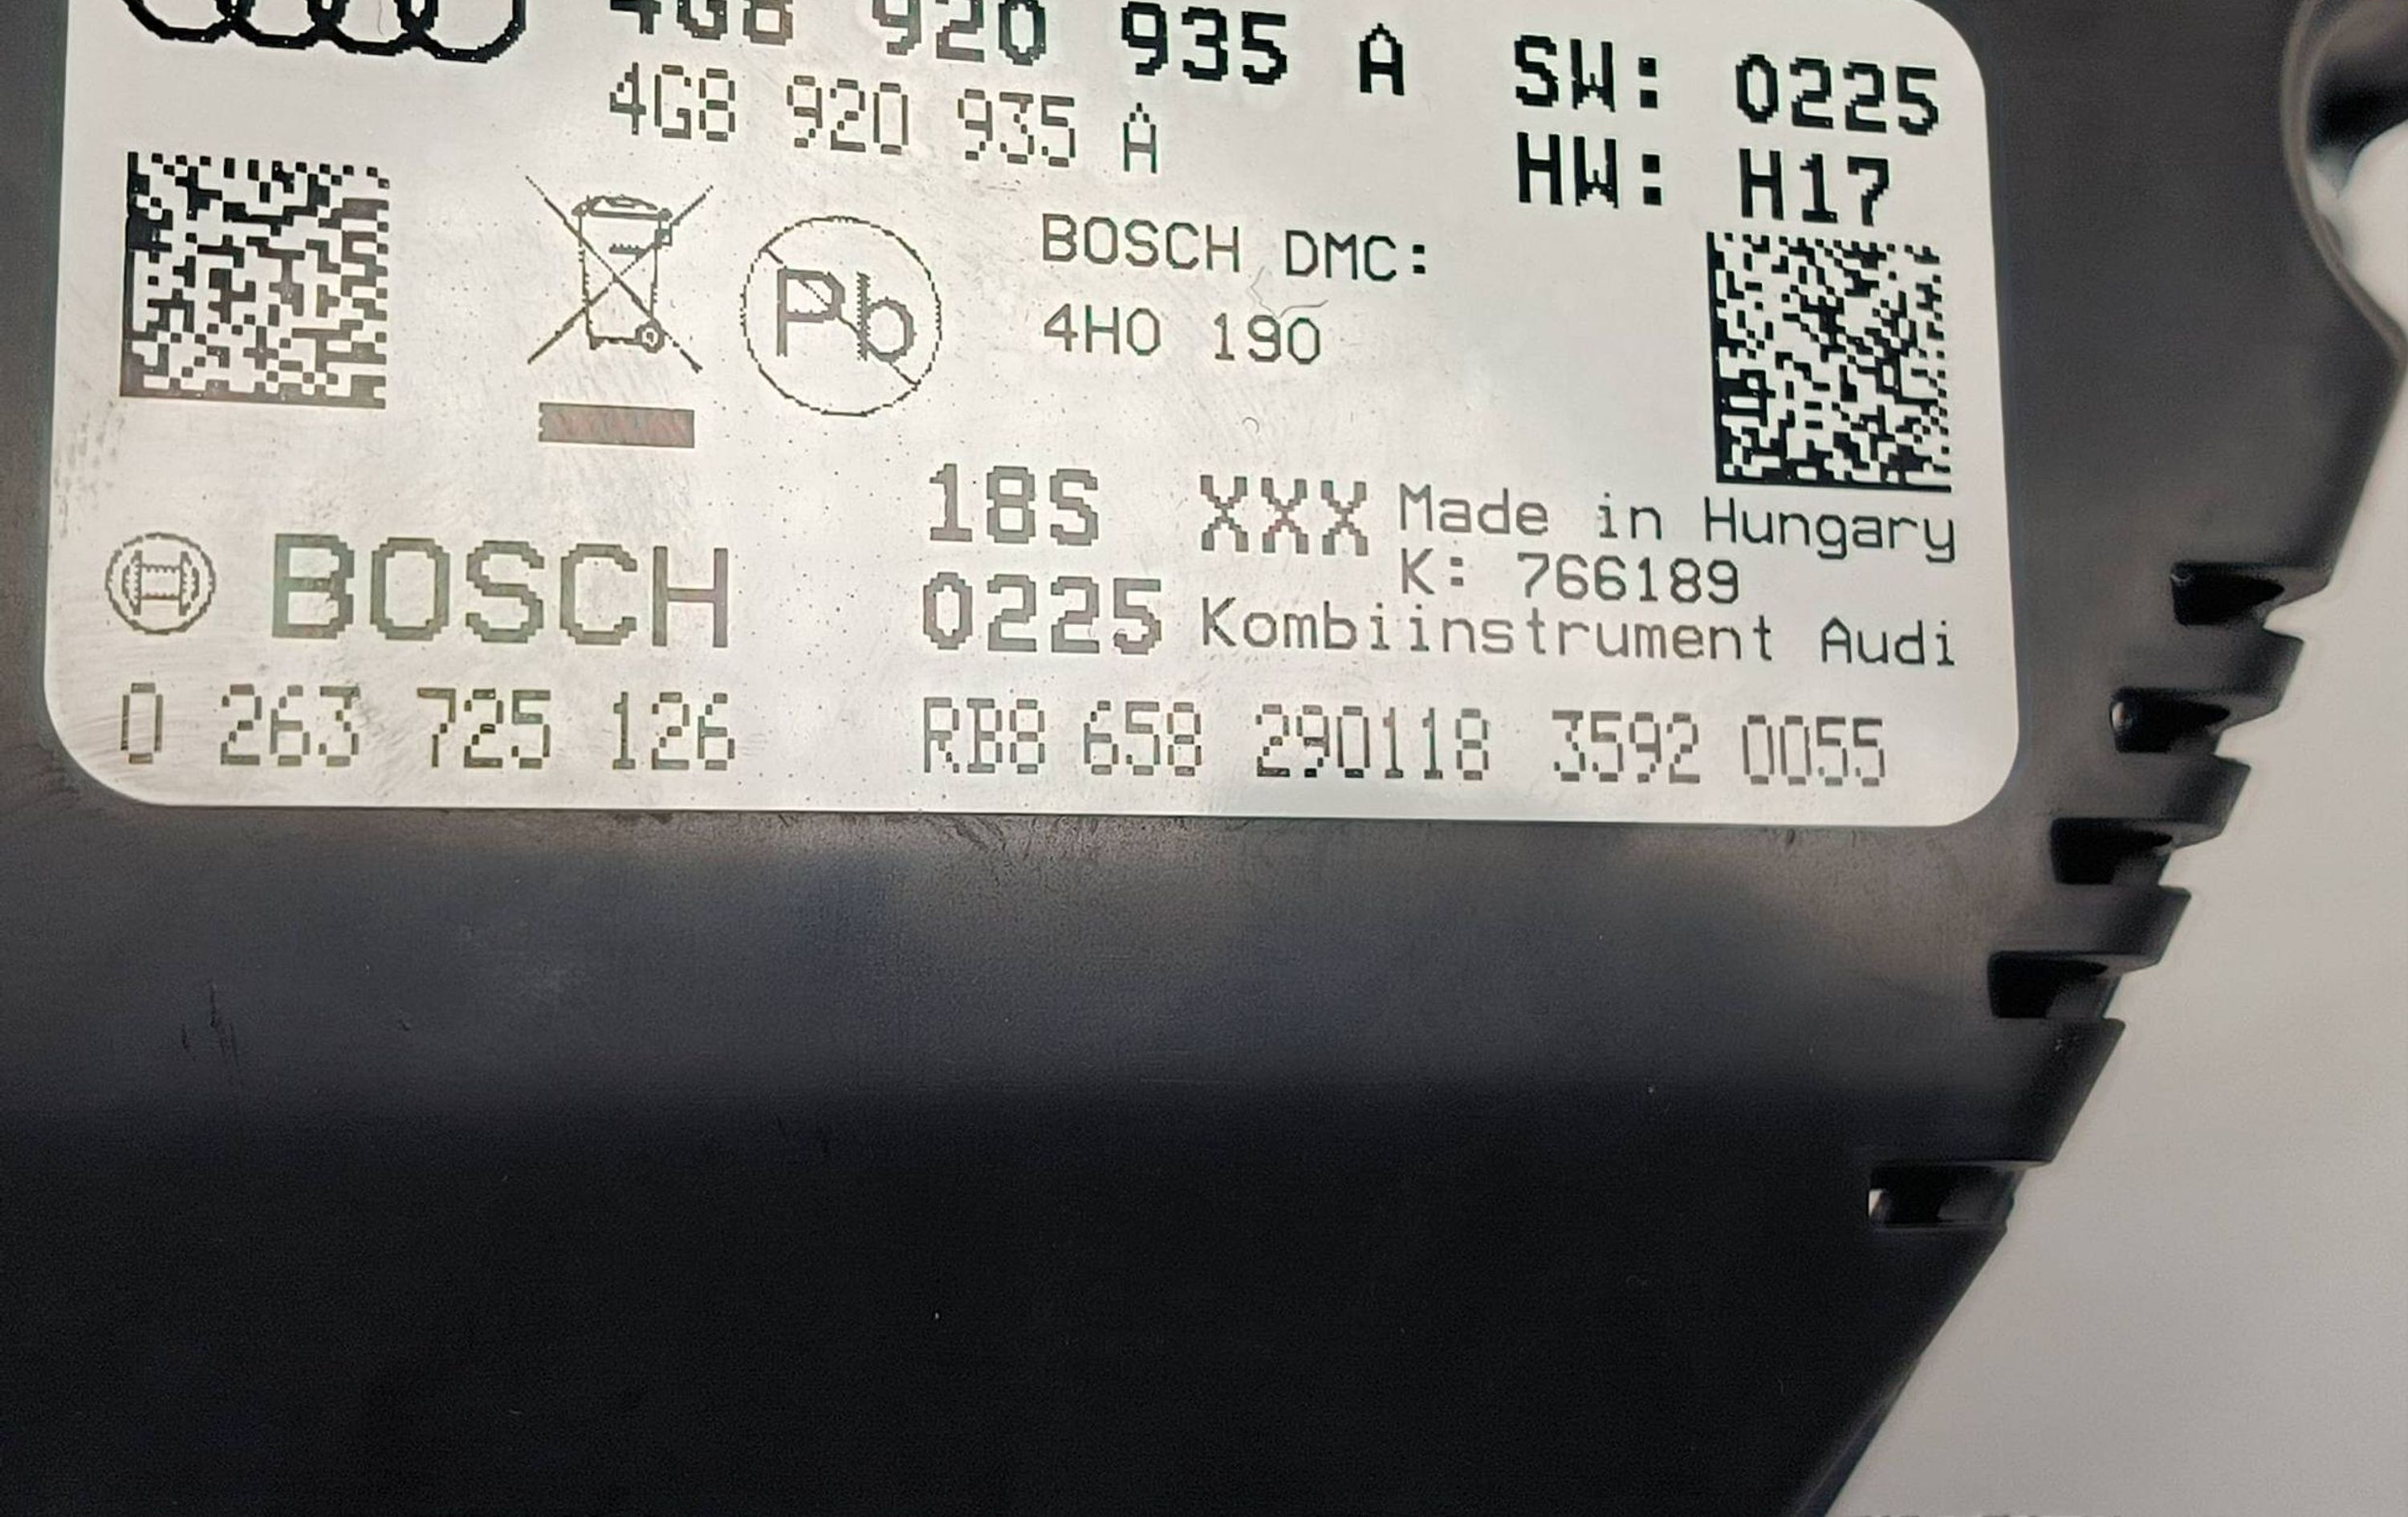 4G8 920 935 A SW: 0225
4G8 920 935 A HW: H17
Pb
BOSCH DMC:
4H0 190
18S XXX Made in Hungary
K: 766189
BOSCH 0225 Kombiinstrument Audi
0 263 725 126 RB8 658 290118 3592 0055